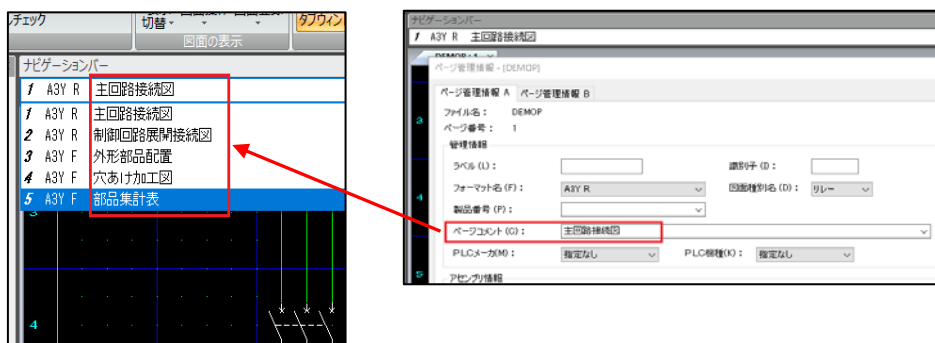 チェック
切替
タブウィン
図面の表示
ナビゲーションバー
1 A3Y R 主回路接続図
1 A3Y R 主回路接続図
2 A3Y R 制御回路展開接続図
3 A3Y F 外形部品配置
4 A3Y F 穴あけ加工図
5 A3Y F 部品集計表
3
4
ナビゲーションバー
1 A3Y R 主回路接続図
DEMOP : 1
ページ管理情報 - [DEMOP]
ページ管理情報 A ページ管理情報 B
ファイル名： DEMOP
ページ番号： 1
管理情報
ラベル (L)： 識別子 (I)：
フォーマット名 (F)： A3Y R 図面種別名 (D)： リレー
製品番号 (P)：
ページコメント (C)： 主回路接続図
PLCメーカ(M)： 指定なし PLC機種(K)： 指定なし
アセンブリ情報
3
4
5